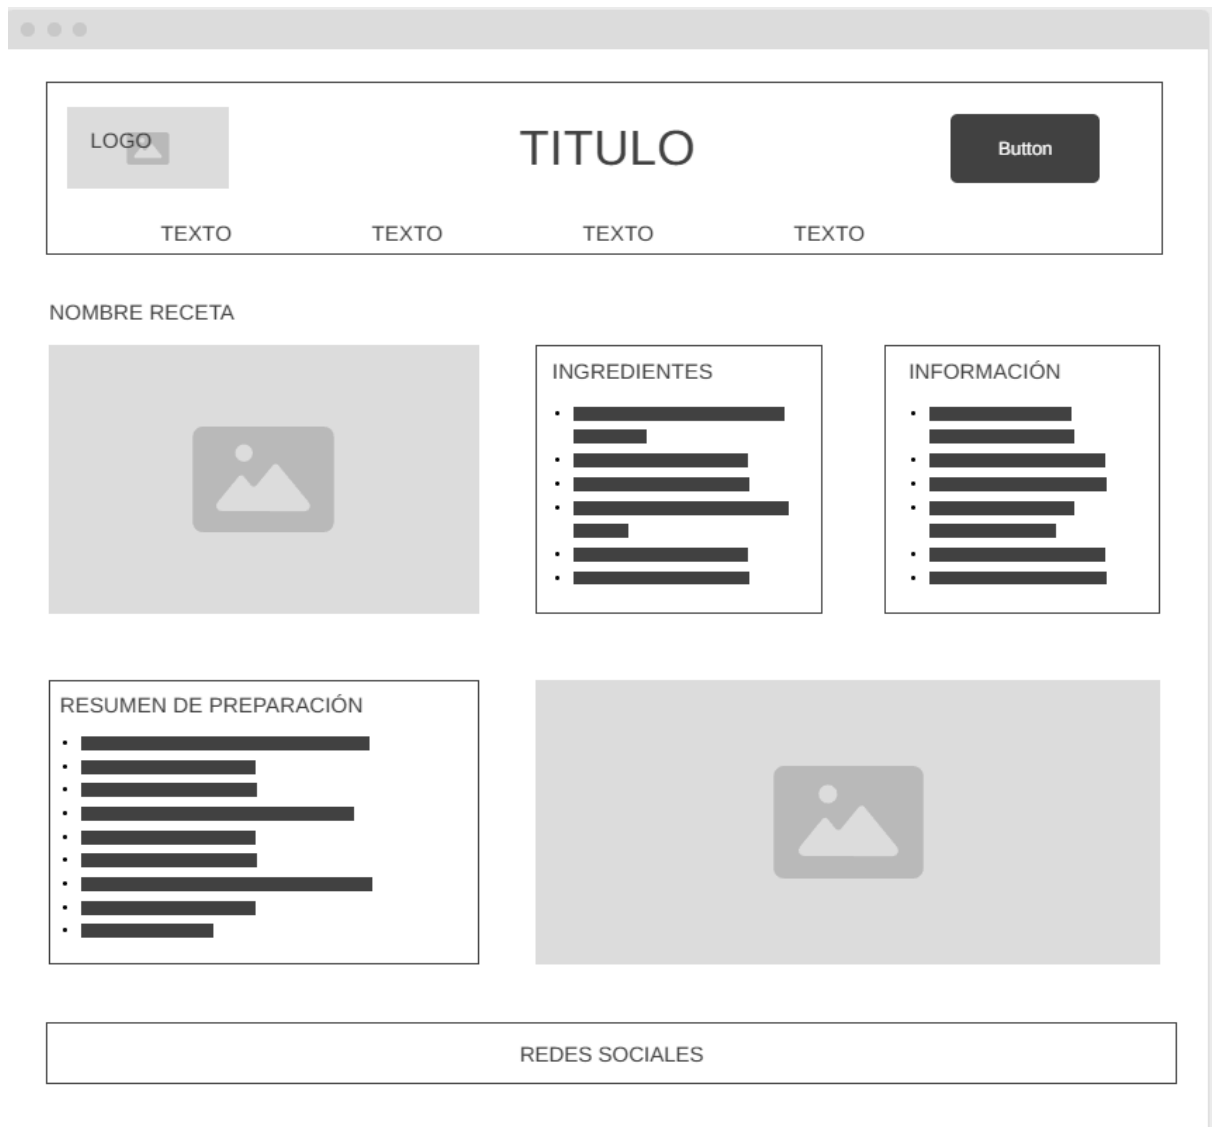 LOGO
TITULO
Button
TEXTO TEXTO TEXTO TEXTO
NOMBRE RECETA
INGREDIENTES
INFORMACIÓN
RESUMEN DE PREPARACIÓN
REDES SOCIALES